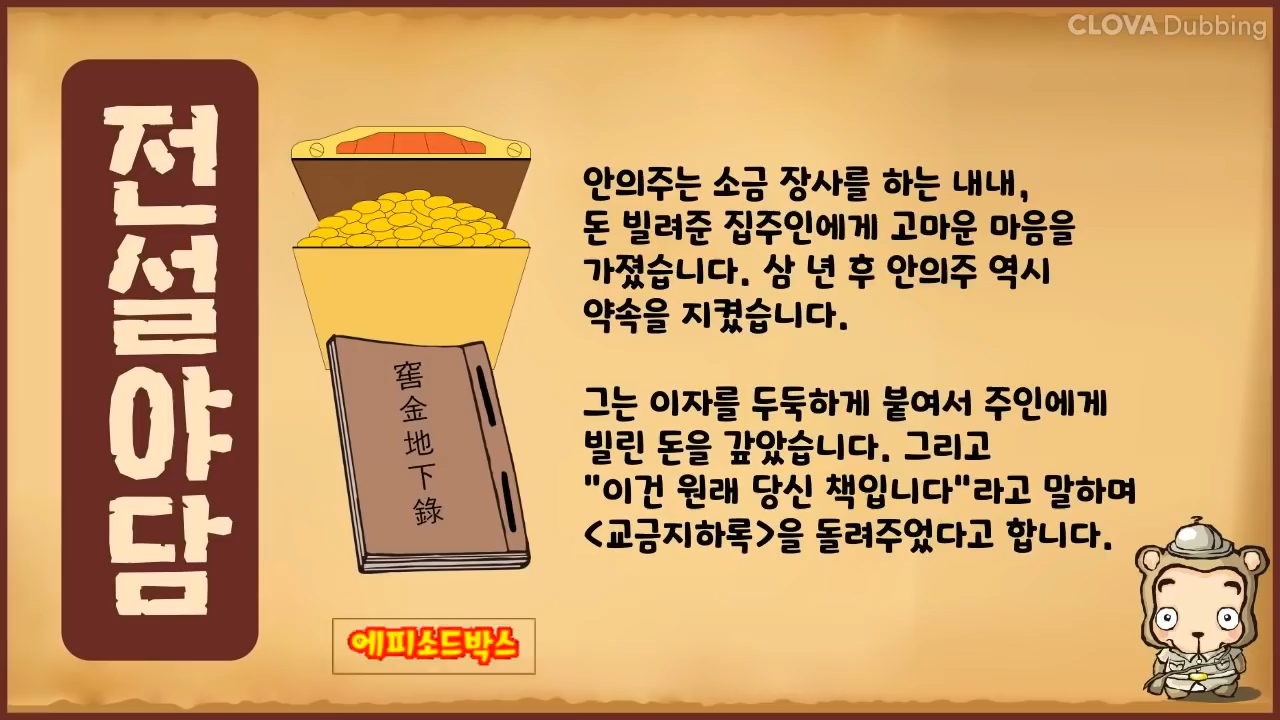 CLOVA Dubbing
전설야담
안의주는 소금 장사를 하는 내내,
돈 빌려준 집주인에게 고마운 마음을
가졌습니다. 삼 년 후 안의주 역시
약속을 지켰습니다.
그는 이자를 두둑하게 붙여서 주인에게
빌린 돈을 갚았습니다. 그리고
"이건 원래 당신 책입니다"라고 말하며
<교금지하록>을 돌려주었다고 합니다.
窖金地下錄
에피소드박스